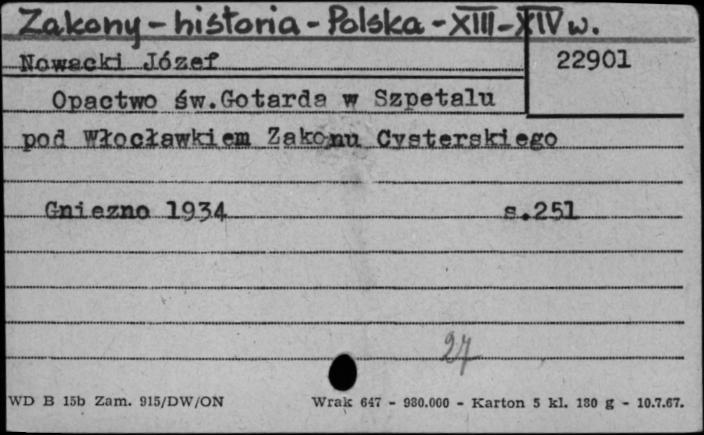 Zakony - historia - Polska - XIII - XIV w.
Nowacki Józef 22901
Opactwo św.Gotarda w Szpetalu
pod Włocławkiem Zakonu Cysterskiego
Gniezno 1934 s.251
27
WD B 15b Zam. 915/DW/ON Wrak 647 - 930.000 - Karton 5 kl. 180 g - 10.7.67.